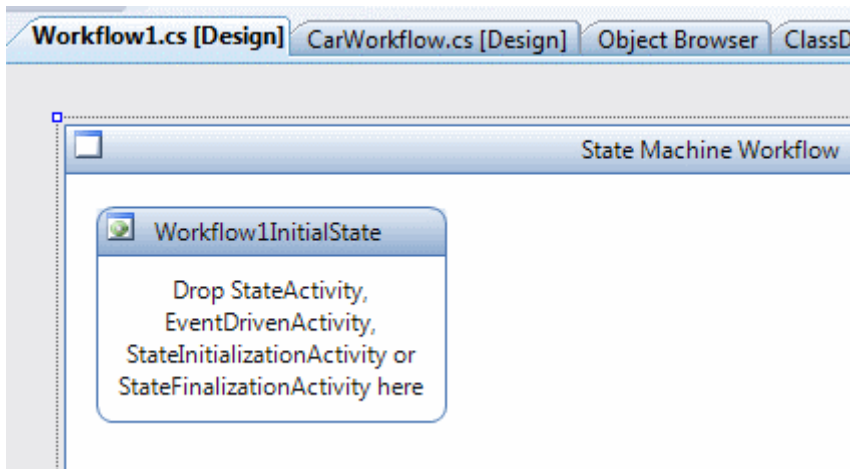 Workflow1.cs [Design] CarWorkflow.cs [Design] Object Browser ClassD
State Machine Workflow
Workflow1InitialState
Drop StateActivity,
EventDrivenActivity,
StateInitializationActivity or
StateFinalizationActivity here